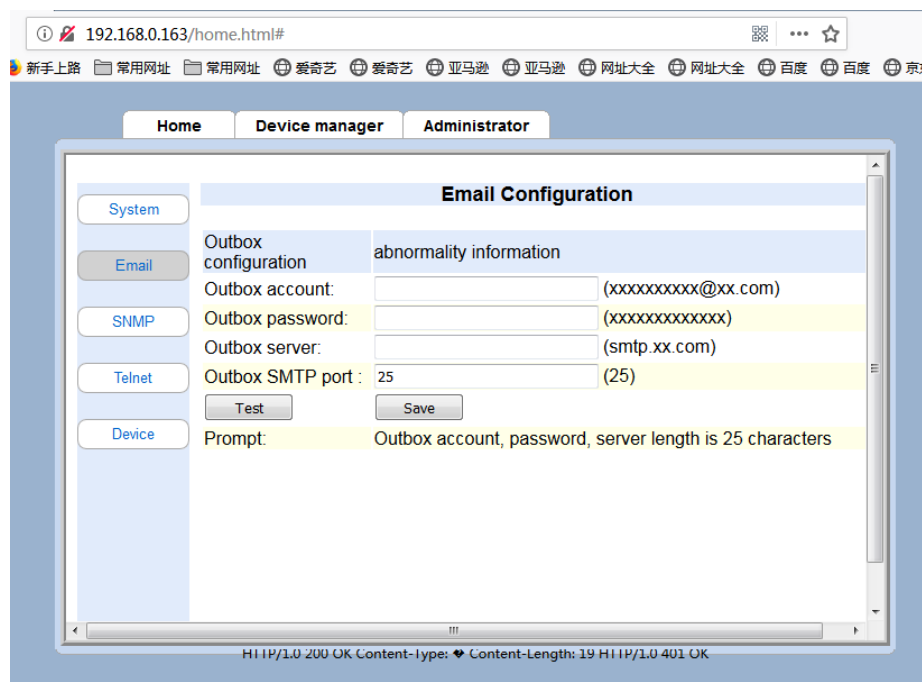 192.168.0.163/home.html#
新手上路 常用网址 常用网址 爱奇艺 爱奇艺 亚马逊 亚马逊 网址大全 网址大全 百度 百度
Home Device manager Administrator
Email Configuration
System
Outbox configuration abnormality information
Email
Outbox account: (xxxxxxxxxx@xx.com)
SNMP
Outbox password: (xxxxxxxxxxxxx)
Outbox server: (smtp.xx.com)
Telnet
Outbox SMTP port : 25 (25)
Test Save
Device
Prompt: Outbox account, password, server length is 25 characters
HTTP/1.0 200 OK Content-Type: � Content-Length: 19 HTTP/1.0 401 OK